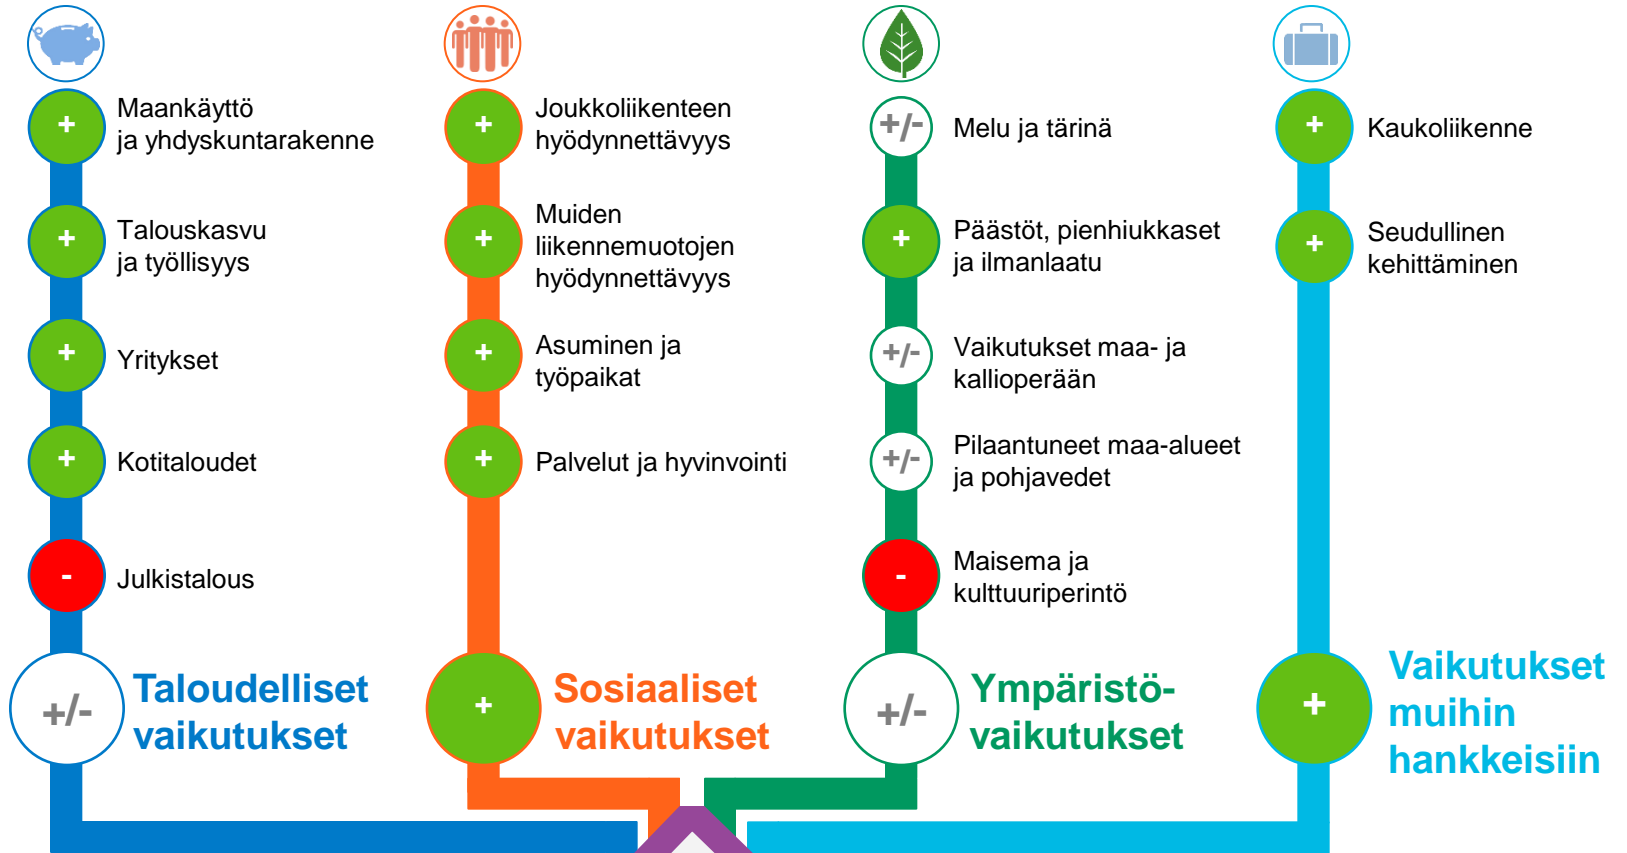 +
Maankäyttö
ja yhdyskuntarakenne
+
Talouskasvu
ja työllisyys
+
Yritykset
+
Kotitaloudet
-
Julkistalous
+/-
Taloudelliset
vaikutukset
+
Joukkoliikenteen
hyödynnettävyys
+
Muiden
liikennemuotojen
hyödynnettävyys
+
Asuminen ja
työpaikat
+
Palvelut ja hyvinvointi
+
Sosiaaliset
vaikutukset
+/-
Melu ja tärinä
+
Päästöt, pienhiukkaset
ja ilmanlaatu
+/-
Vaikutukset maa- ja
kallioperään
+/-
Pilaantuneet maa-alueet
ja pohjavedet
-
Maisema ja
kulttuuriperintö
+/-
Ympäristö-
vaikutukset
+
Kaukoliikenne
+
Seudullinen
kehittäminen
+
Vaikutukset
muihin
hankkeisiin